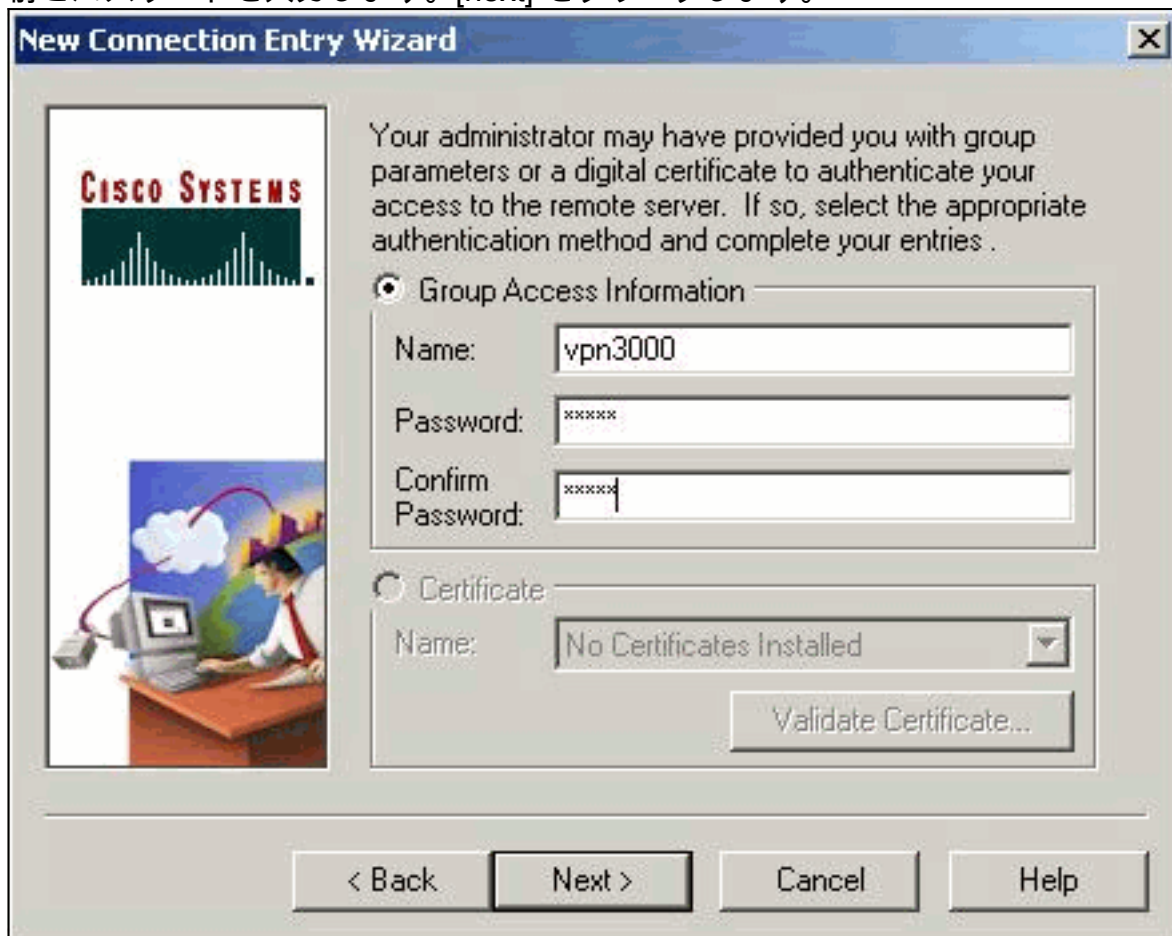 New Connection Entry Wizard
CISCO SYSTEMS
Your administrator may have provided you with group
parameters or a digital certificate to authenticate your
access to the remote server. If so, select the appropriate
authentication method and complete your entries .
Group Access Information
Name: vpn3000
Password: *****
Confirm
Password: *****
Certificate
Name: No Certificates Installed
Validate Certificate...
< Back Next > Cancel Help